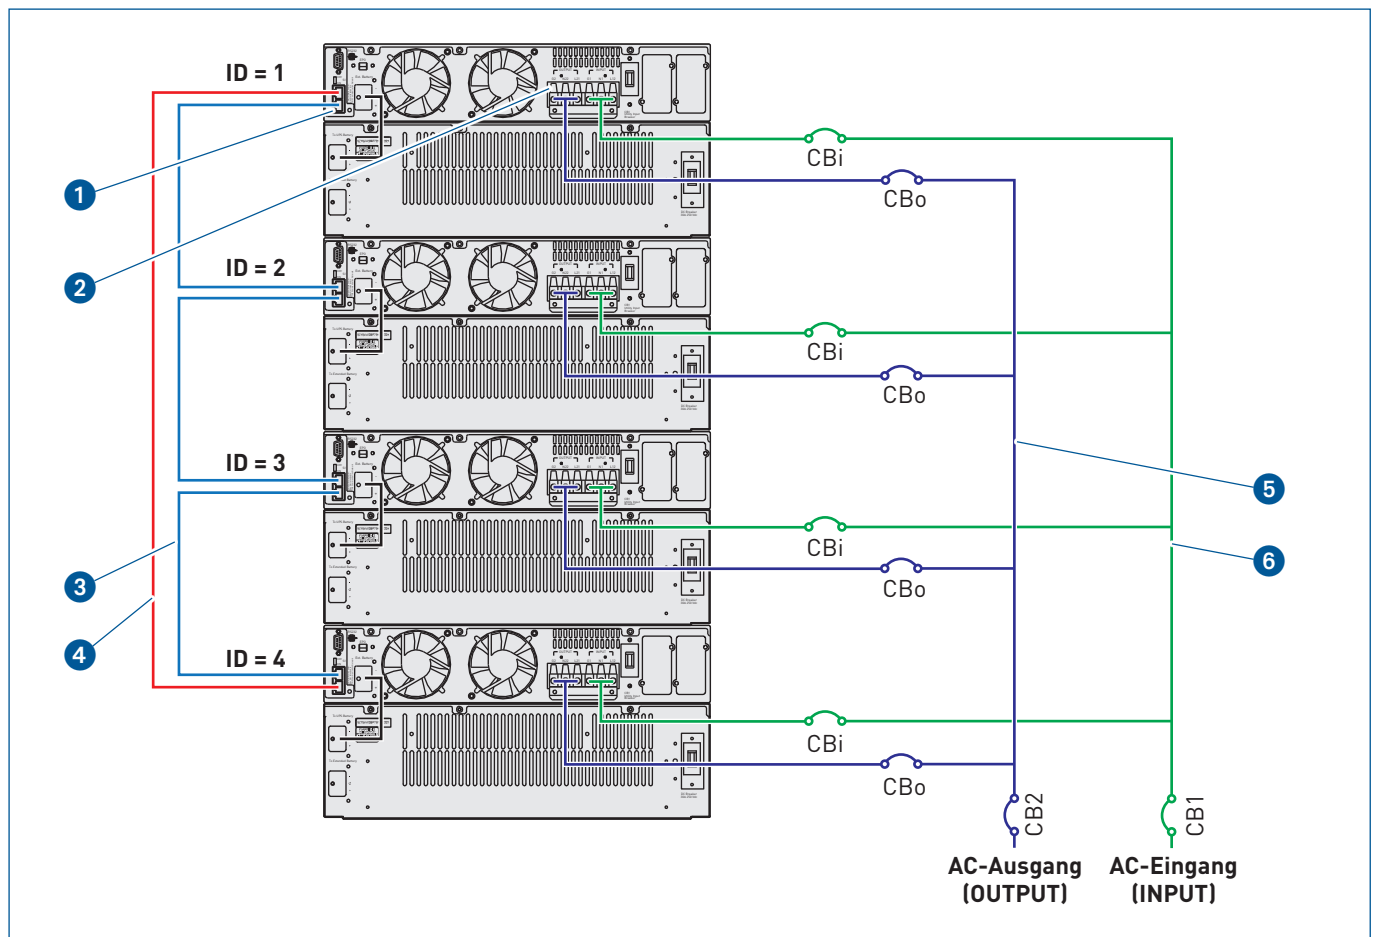 ID = 1
1
2
CBi
CBo
ID = 2
CBi
CBo
ID = 3
3
4
CBi
CBo
5
6
ID = 4
CBi
CBo
CB2
CB1
AC-Ausgang
(OUTPUT)
AC-Eingang
(INPUT)